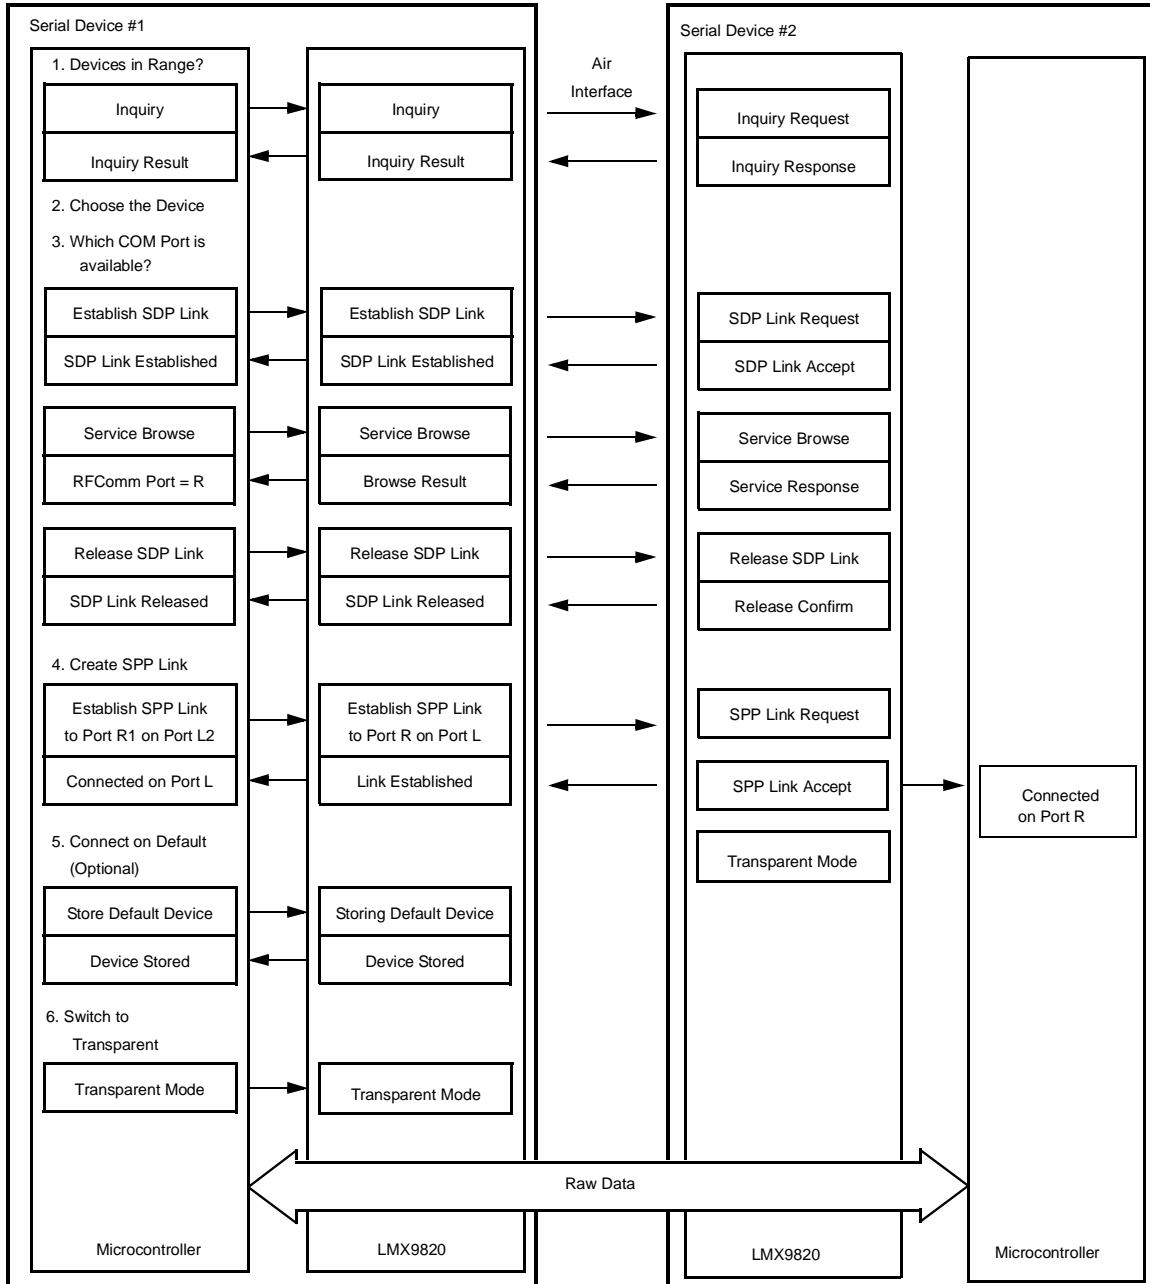 Serial Device #1
Serial Device #2
1. Devices in Range?
Air
Interface
Inquiry
Inquiry
Inquiry Request
Inquiry Result
Inquiry Result
Inquiry Response
2. Choose the Device
3. Which COM Port is
available?
Establish SDP Link
Establish SDP Link
SDP Link Request
SDP Link Established
SDP Link Established
SDP Link Accept
Service Browse
Service Browse
Service Browse
RFComm Port = R
Browse Result
Service Response
Release SDP Link
Release SDP Link
Release SDP Link
SDP Link Released
SDP Link Released
Release Confirm
4. Create SPP Link
Establish SPP Link
to Port R1 on Port L2
Establish SPP Link
to Port R on Port L
SPP Link Request
Connected on Port L
Link Established
SPP Link Accept
Connected
on Port R
5. Connect on Default
(Optional)
Transparent Mode
Store Default Device
Storing Default Device
Device Stored
Device Stored
6. Switch to
Transparent
Transparent Mode
Transparent Mode
Raw Data
Microcontroller
LMX9820
LMX9820
Microcontroller